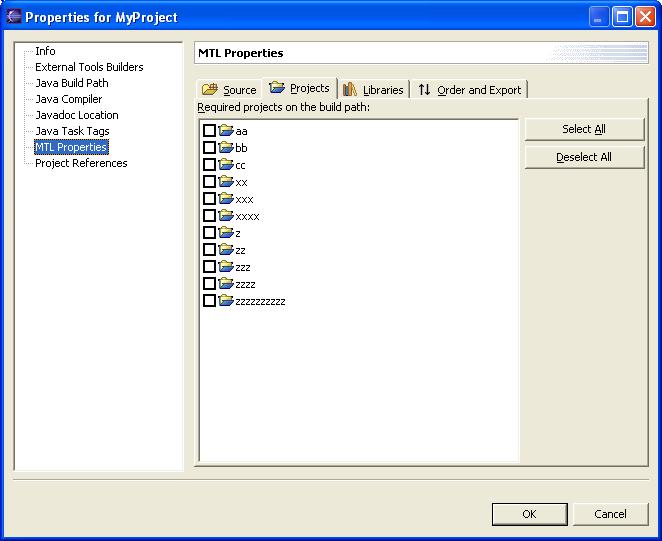 Properties for MyProject
Info
External Tools Builders
Java Build Path
Java Compiler
Javadoc Location
Java Task Tags
MTL Properties
Project References
MTL Properties
Source Projects Libraries Order and Export
Required projects on the build path:
aa
bb
cc
xx
xxx
xxxx
z
zz
zzz
zzzz
zzzzzzzzzz
Select All
Deselect All
OK Cancel